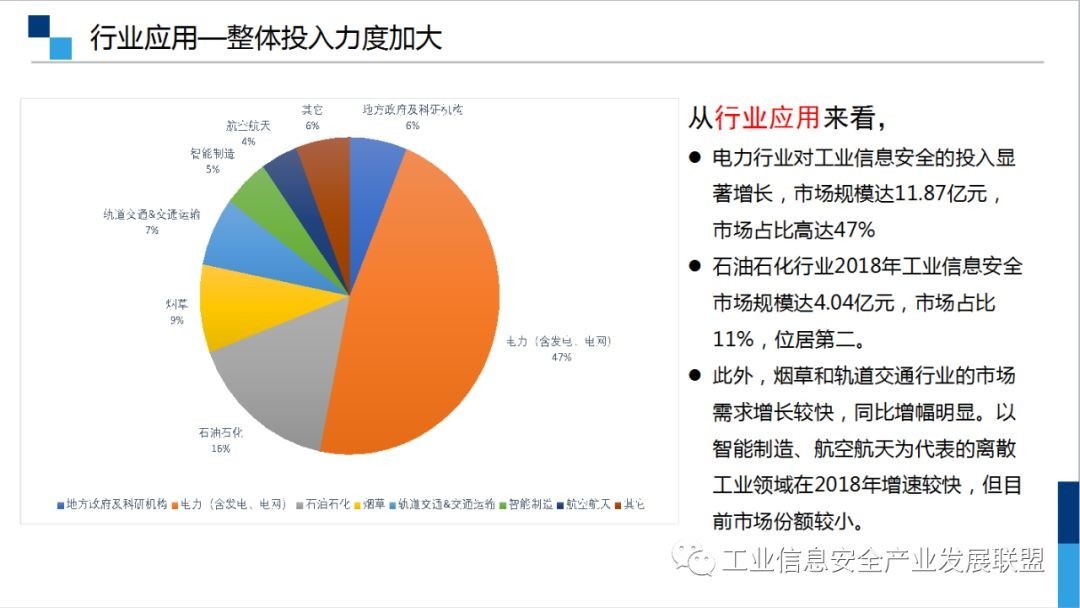 行业应用—整体投入力度加大
其它
6%
地方政府及科研机构
6%
航空航天
4%
智能制造
5%
轨道交通&交通运输
7%
烟草
9%
石油石化
16%
电力（含发电、电网）
47%
地方政府及科研机构 电力（含发电、电网） 石油石化 烟草 轨道交通&交通运输 智能制造 航空航天 其它
从行业应用来看，
● 电力行业对工业信息安全的投入显
著增长，市场规模达11.87亿元，
市场占比高达47%
● 石油石化行业2018年工业信息安全
市场规模达4.04亿元，市场占比
11%，位居第二。
● 此外，烟草和轨道交通行业的市场
需求增长较快，同比增幅明显。以
智能制造、航空航天为代表的离散
工业领域在2018年增速较快，但目
前市场份额较小。
工业信息安全产业发展联盟